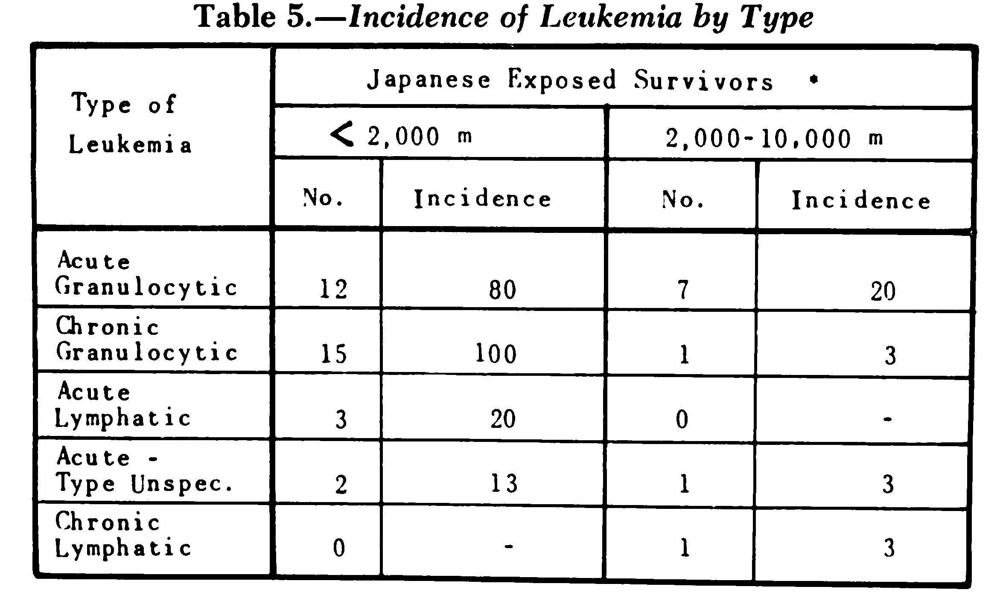 Table 5.—Incidence of Leukemia by Type
Japanese Exposed Survivors *
Type of
Leukemia
< 2,000 m 2,000-10,000 m
No. Incidence No. Incidence
Acute
Granulocytic 12 80 7 20
Chronic
Granulocytic 15 100 1 3
Acute
Lymphatic 3 20 0 -
Acute -
Type Unspec. 2 13 1 3
Chronic
Lymphatic 0 - 1 3